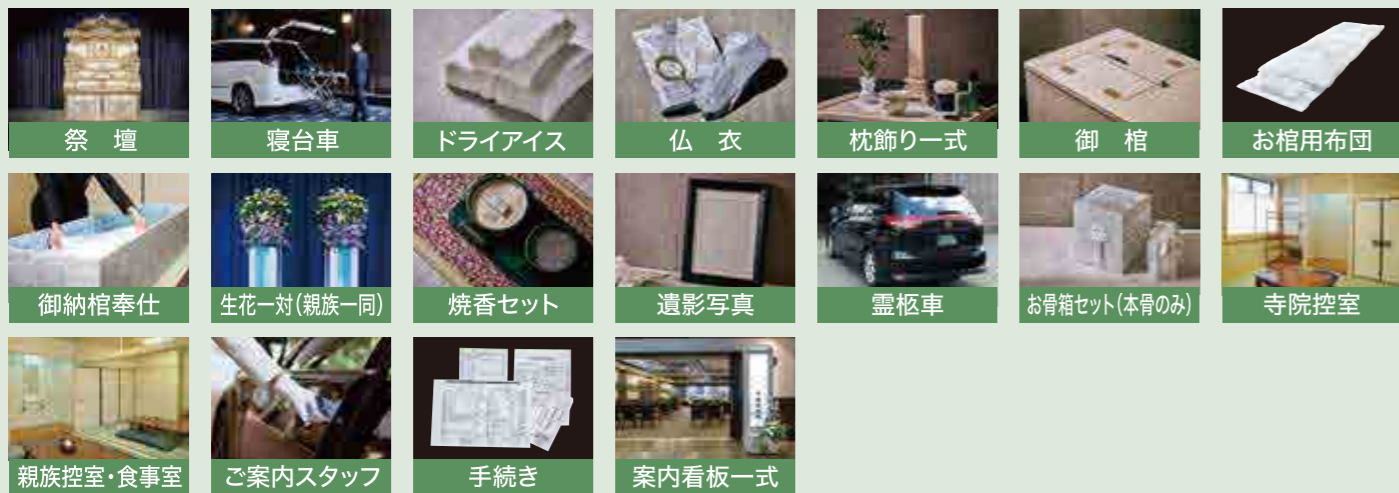 祭　壇
寝台車
ドライアイス
仏　衣
枕飾り一式
御　棺
お棺用布団
御納棺奉仕
生花一対(親族一同)
焼香セット
遺影写真
霊柩車
お骨箱セット(本骨のみ)
寺院控室
親族控室・食事室
ご案内スタッフ
手続き
案内看板一式